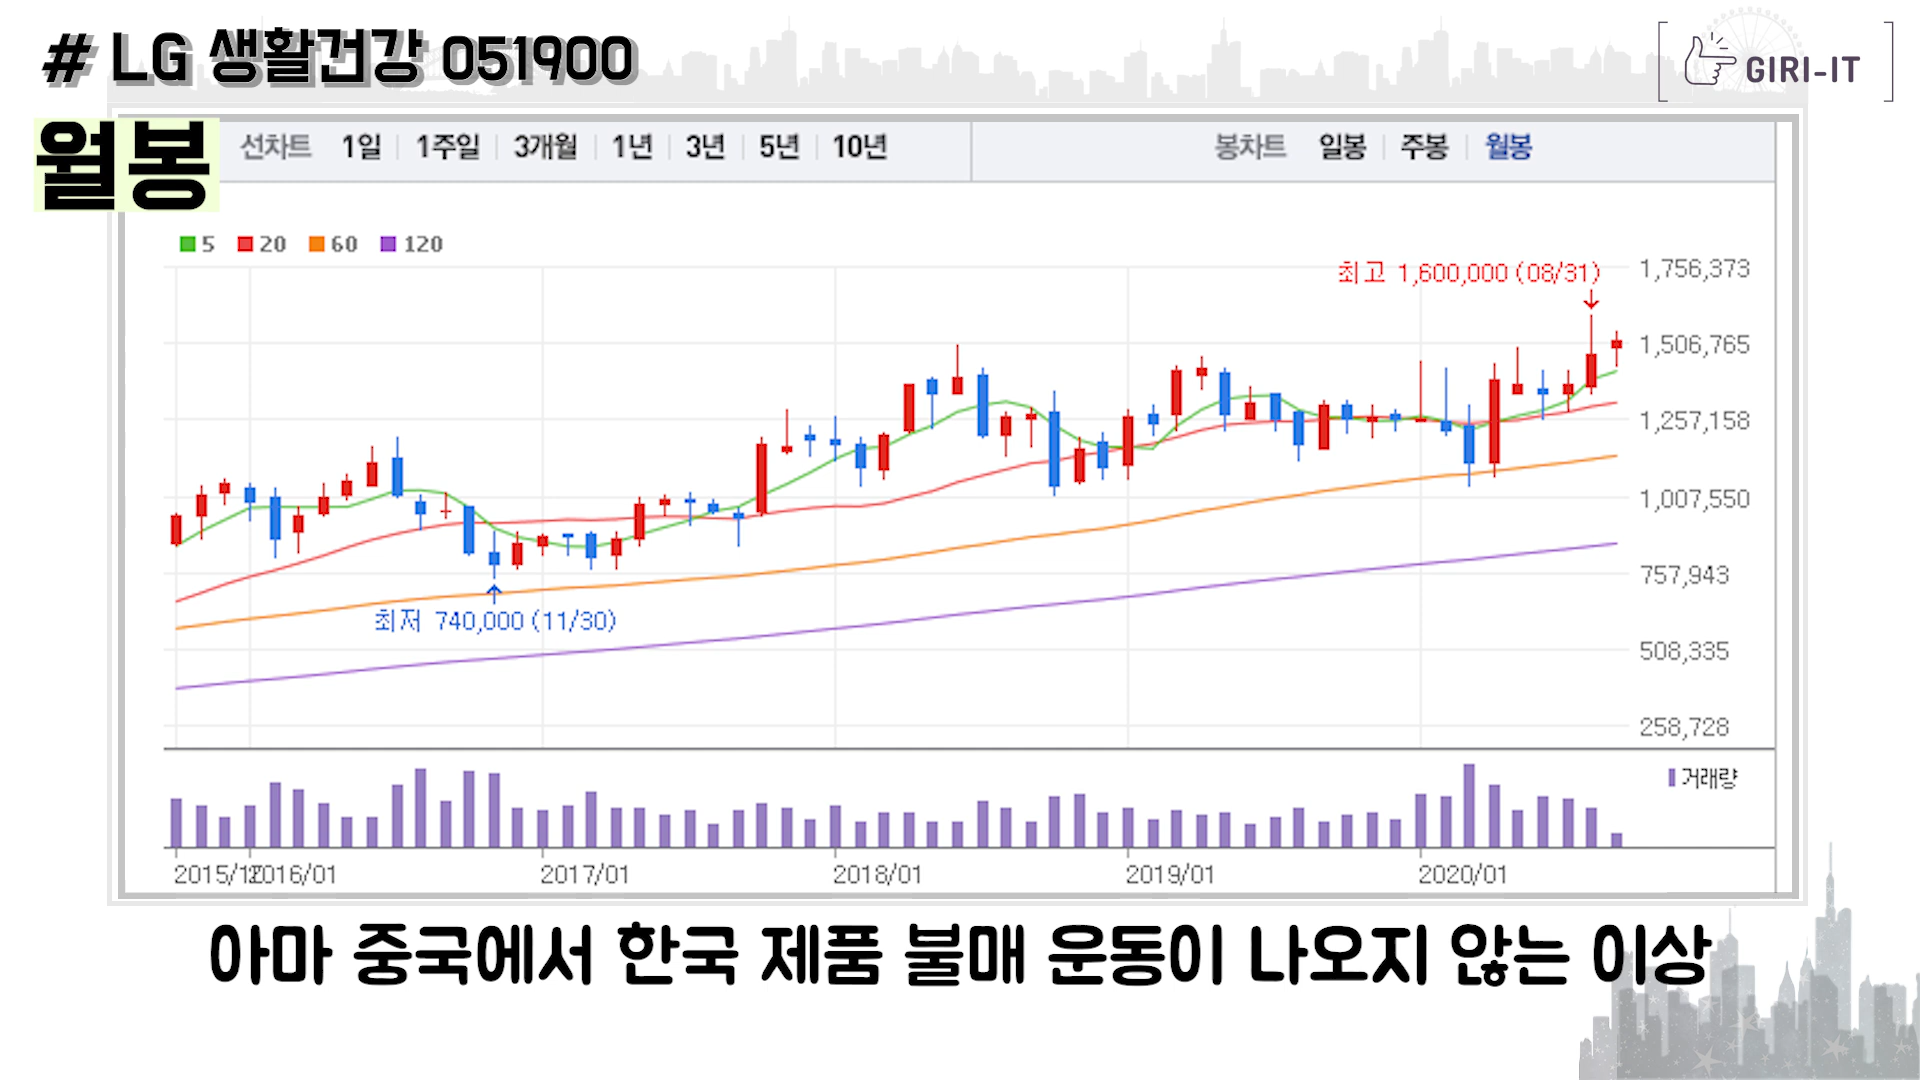 # LG 생활건강 051900
GIRI-IT
월봉
선차트 1일 1주일 3개월 1년 3년 5년 10년 봉차트 일봉 주봉 월봉
5 20 60 120
최고 1,600,000 (08/31)
1,756,373
1,506,765
1,257,158
1,007,550
757,943
최저 740,000 (11/30)
508,335
258,728
거래량
2015/12 2016/01 2017/01 2018/01 2019/01 2020/01
아마 중국에서 한국 제품 불매 운동이 나오지 않는 이상